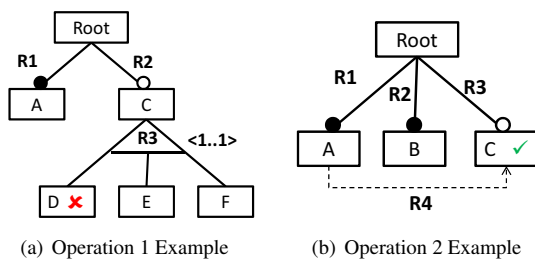 Root
R1
R2
A
C
R3
<1..1>
D ✘
E
F
(a) Operation 1 Example
Root
R1
R2
R3
A
B
C ✓
R4
(b) Operation 2 Example